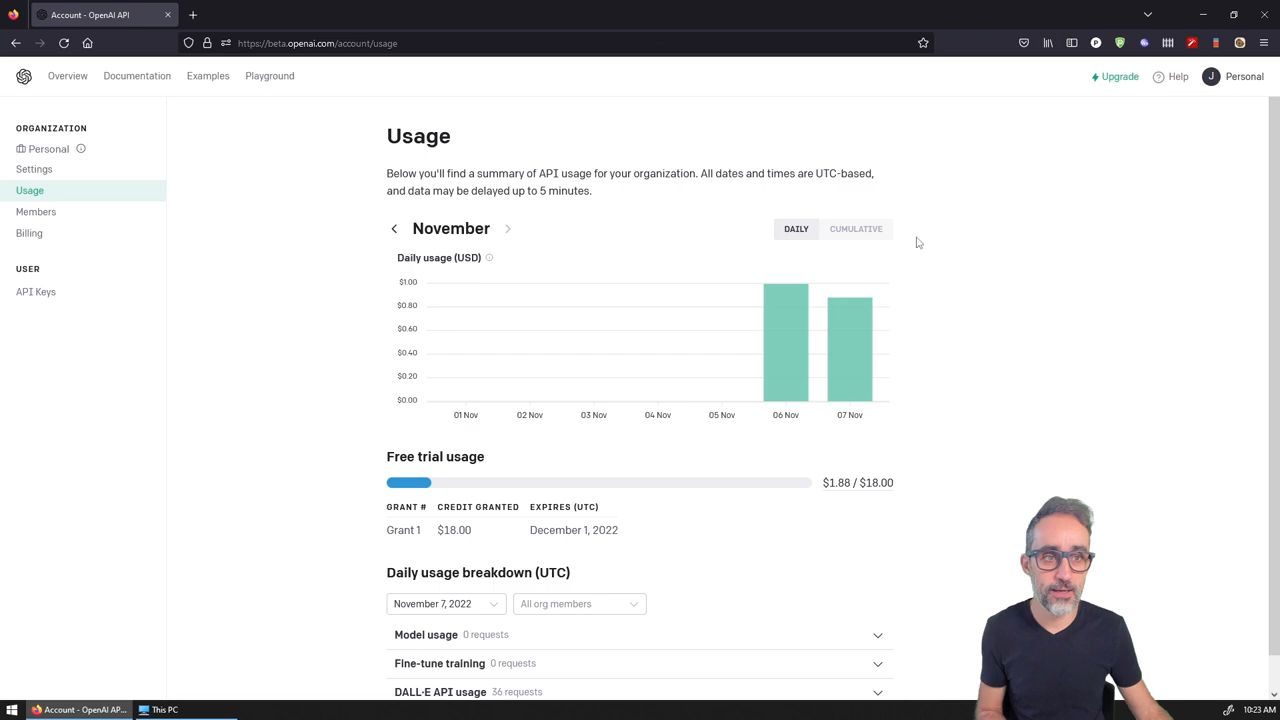 Account - OpenAI API
https://beta.openai.com/account/usage
Overview
Documentation
Examples
Playground
Upgrade
Help
J
Personal
ORGANIZATION
Personal
Settings
Usage
Members
Billing
USER
API Keys
Usage
Below you'll find a summary of API usage for your organization. All dates and times are UTC-based,
and data may be delayed up to 5 minutes.
November
DAILY
CUMULATIVE
Daily usage (USD)
$1.00
$0.80
$0.60
$0.40
$0.20
$0.00
01 Nov
02 Nov
03 Nov
04 Nov
05 Nov
06 Nov
07 Nov
Free trial usage
$1.88 / $18.00
GRANT #
CREDIT GRANTED
EXPIRES (UTC)
Grant 1
$18.00
December 1, 2022
Daily usage breakdown (UTC)
November 7, 2022
All org members
Model usage 0 requests
Fine-tune training 0 requests
DALL·E API usage 36 requests
Account - OpenAI AP...
This PC
10:23 AM